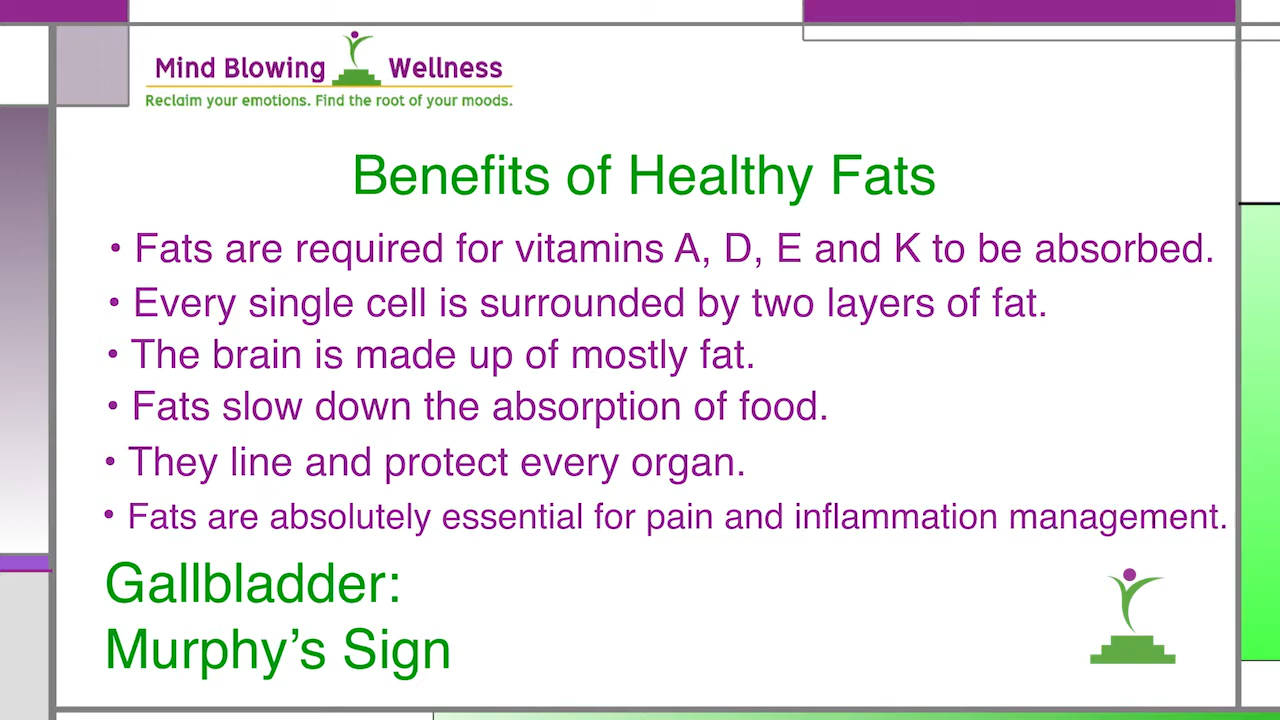 Mind Blowing Wellness
Reclaim your emotions. Find the root of your moods.
Benefits of Healthy Fats
• Fats are required for vitamins A, D, E and K to be absorbed.
• Every single cell is surrounded by two layers of fat.
• The brain is made up of mostly fat.
• Fats slow down the absorption of food.
• They line and protect every organ.
• Fats are absolutely essential for pain and inflammation management.
Gallbladder:
Murphy’s Sign